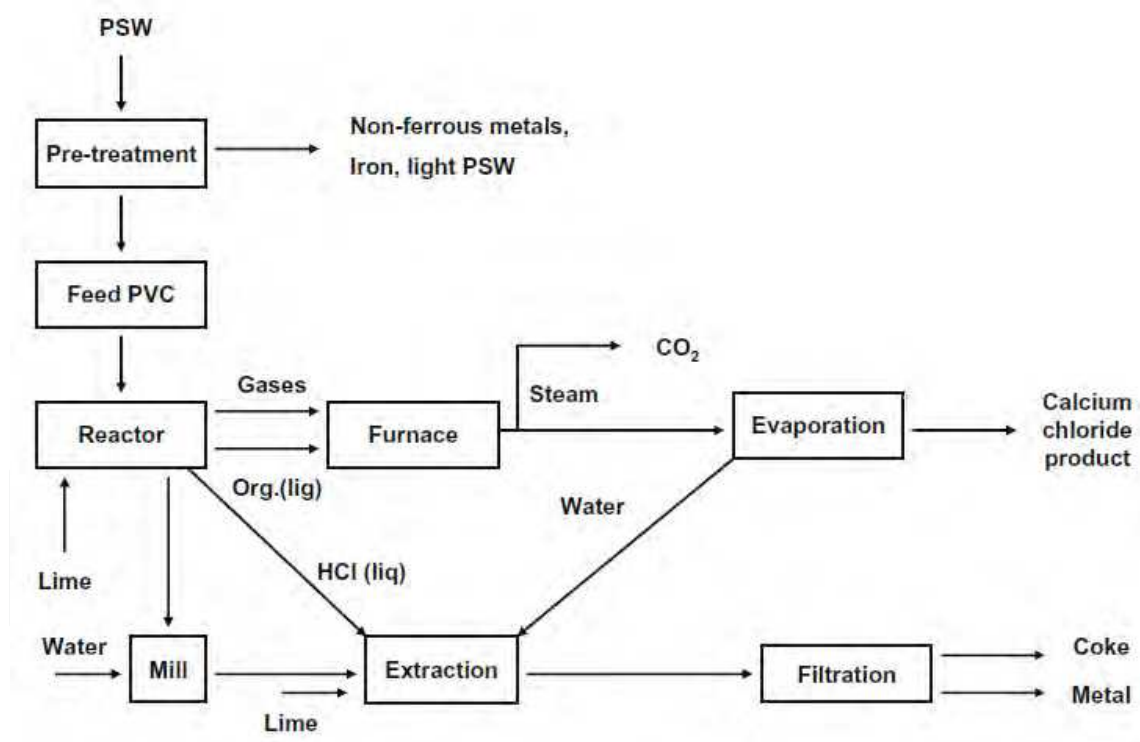 PSW
Pre-treatment
Non-ferrous metals,
Iron, light PSW
Feed PVC
CO2
Gases
Steam
Reactor
Furnace
Evaporation
Calcium
chloride
product
Org.(lig)
Water
HCl (liq)
Lime
Water
Mill
Extraction
Filtration
Coke
Metal
Lime